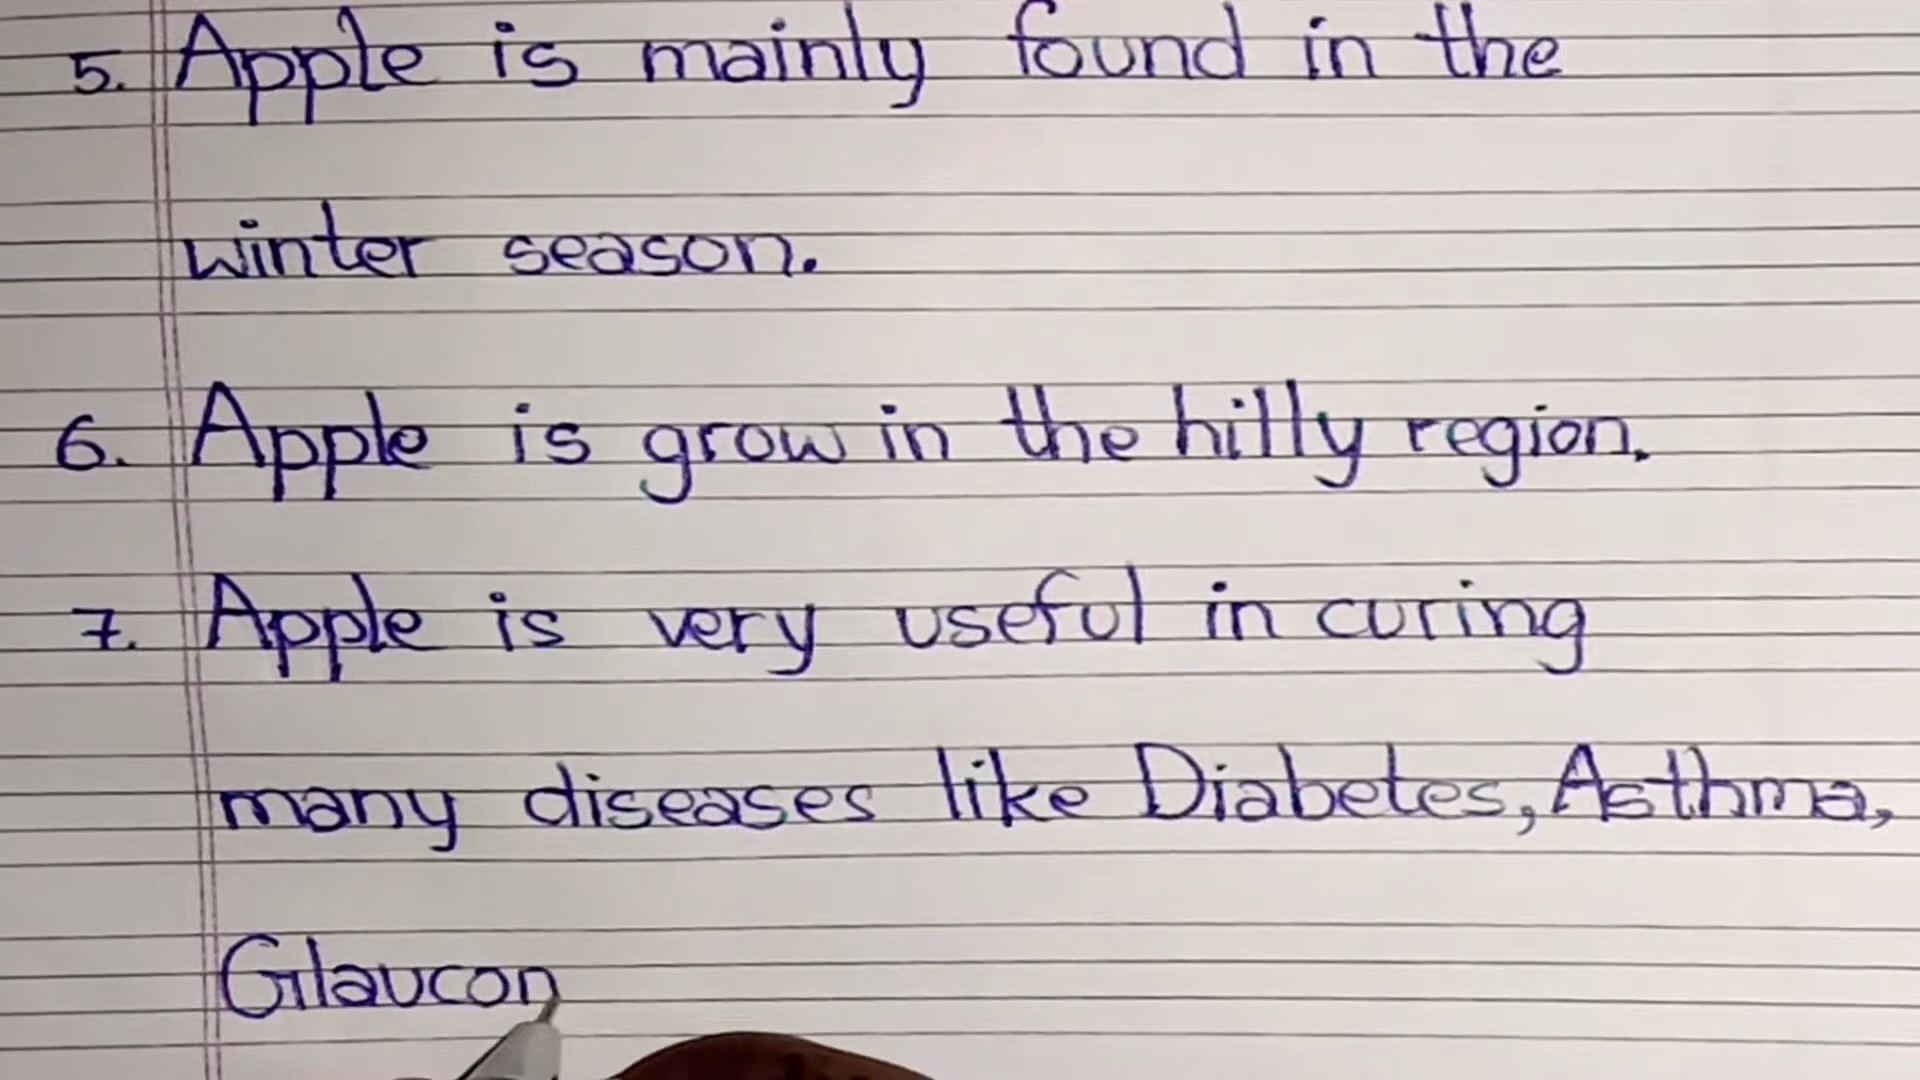 5. Apple is mainly found in the
winter season.
6. Apple is grow in the hilly region.
7. Apple is very useful in curing
many diseases like Diabetes, Asthma,
Glaucon